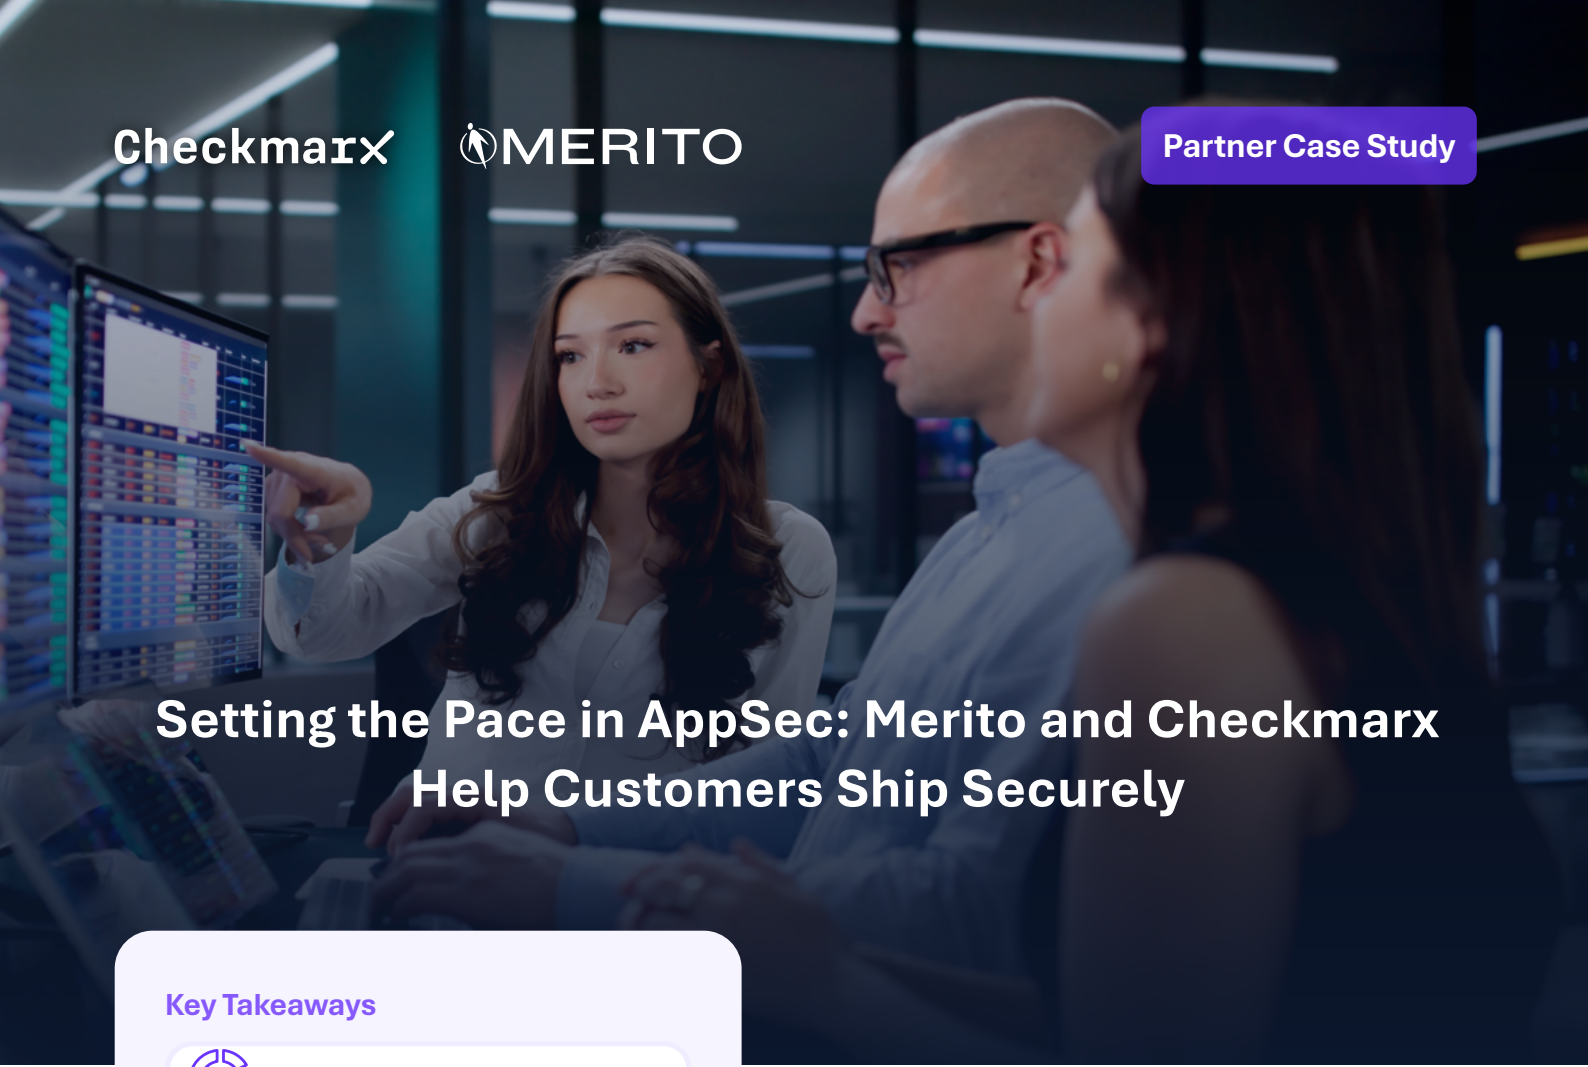 Checkmarx
MERITO
Partner Case Study
Setting the Pace in AppSec: Merito and Checkmarx
Help Customers Ship Securely
Key Takeaways